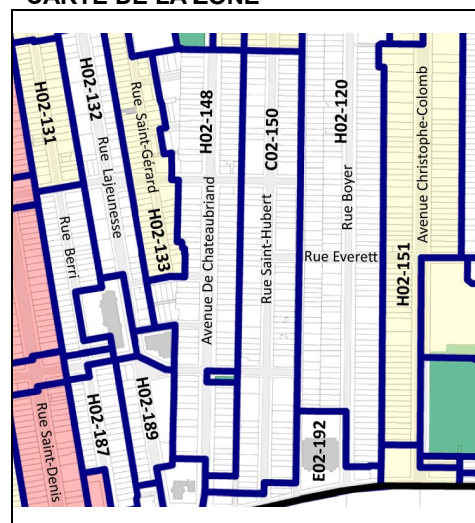 CARTE DE LA ZONE
H02-131
H02-132
Rue Lajeunesse
Rue Saint-Gérard
H02-133
H02-148
Avenue De Chateaubriand
C02-150
Rue Saint-Hubert
H02-120
Rue Boyer
Rue Everett
H02-151
Avenue Christophe-Colomb
Rue Berri
Rue Saint-Denis
H02-187
H02-189
E02-192